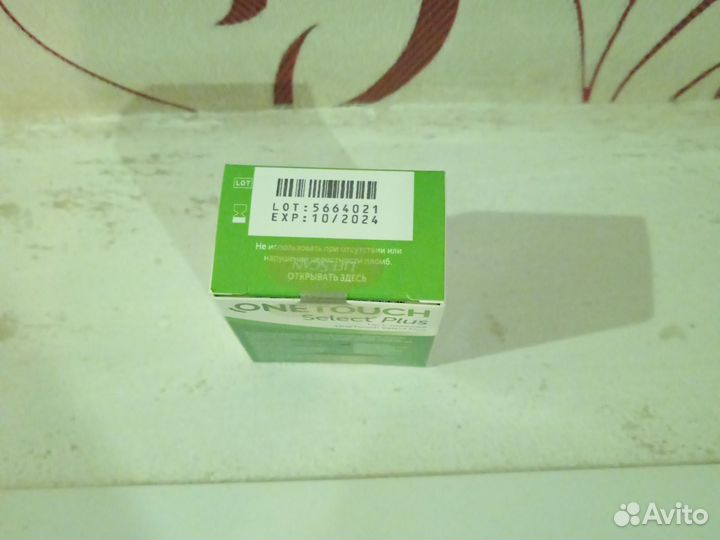 LOT
LOT:5664021
EXP:10/2024
Не использовать при отсутствии или
нарушении целостности пломб.
LIFESCAN
ОТКРЫВАТЬ ЗДЕСЬ
ONETOUCH
Select Plus
Avito